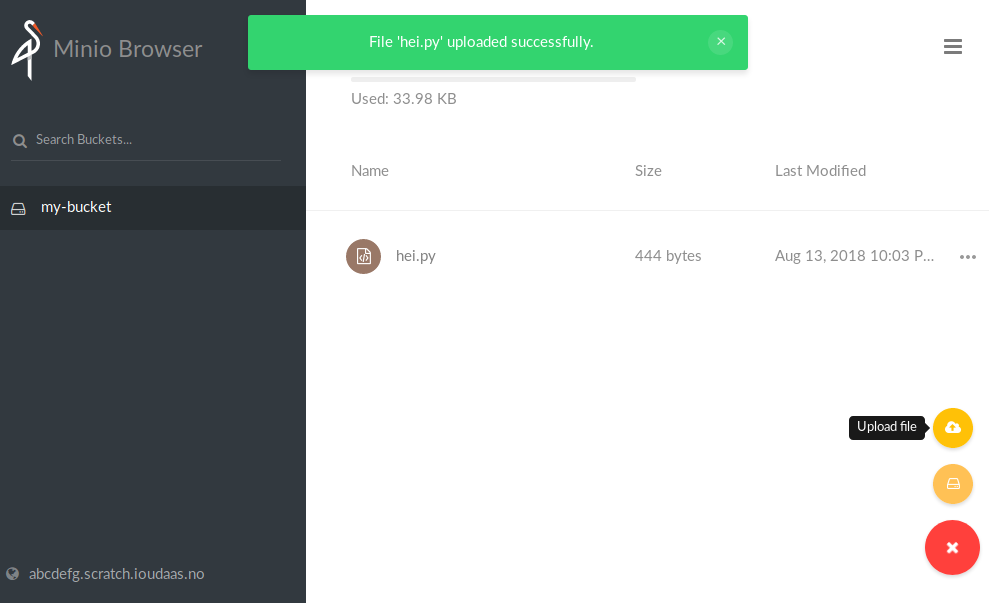 File 'hei.py' uploaded successfully.
Minio Browser
Used: 33.98 KB
Search Buckets...
Name Size Last Modified
my-bucket
hei.py 444 bytes Aug 13, 2018 10:03 P...
Upload file
abcdefg.scratch.ioudaas.no